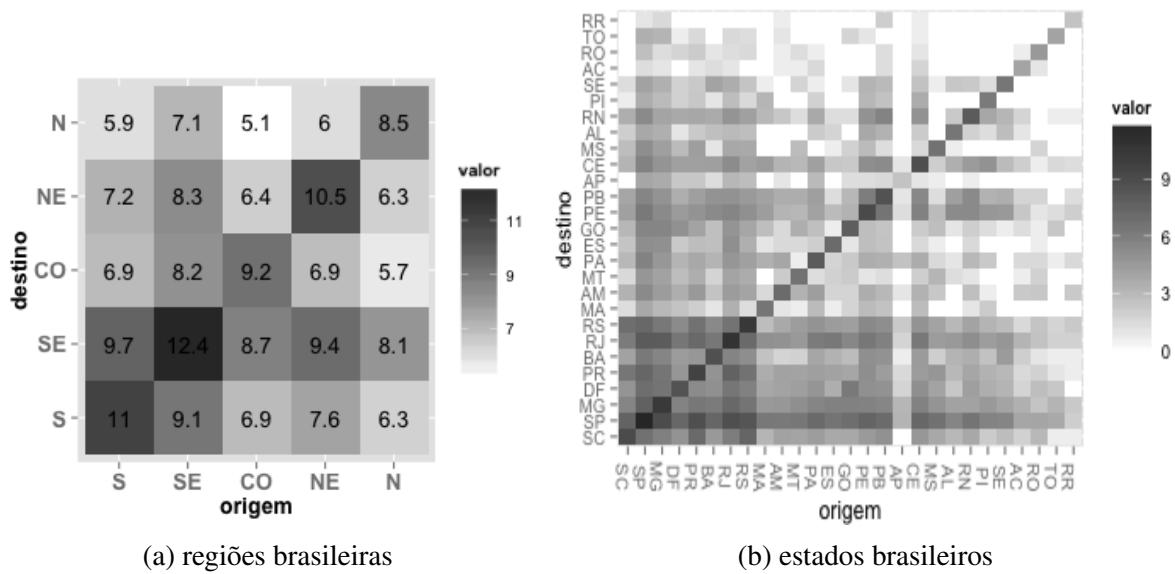 N 5.9 7.1 5.1 6 8.5
NE 7.2 8.3 6.4 10.5 6.3
CO 6.9 8.2 9.2 6.9 5.7
SE 9.7 12.4 8.7 9.4 8.1
S 11 9.1 6.9 7.6 6.3
S SE CO NE N
origem
destino
valor
11
9
7
(a) regiões brasileiras
RR
TO
RO
AC
SE
PI
RN
AL
MS
CE
AP
PB
PE
GO
ES
PA
MT
AM
MA
RS
RJ
BA
PR
DF
MG
SP
SC
SC SP MG DF PR BA RJ RS MA AM MT PA ES GO PE PB AP CE MS AL RN PI SE AC RO TO RR
origem
destino
valor
9
6
3
0
(b) estados brasileiros